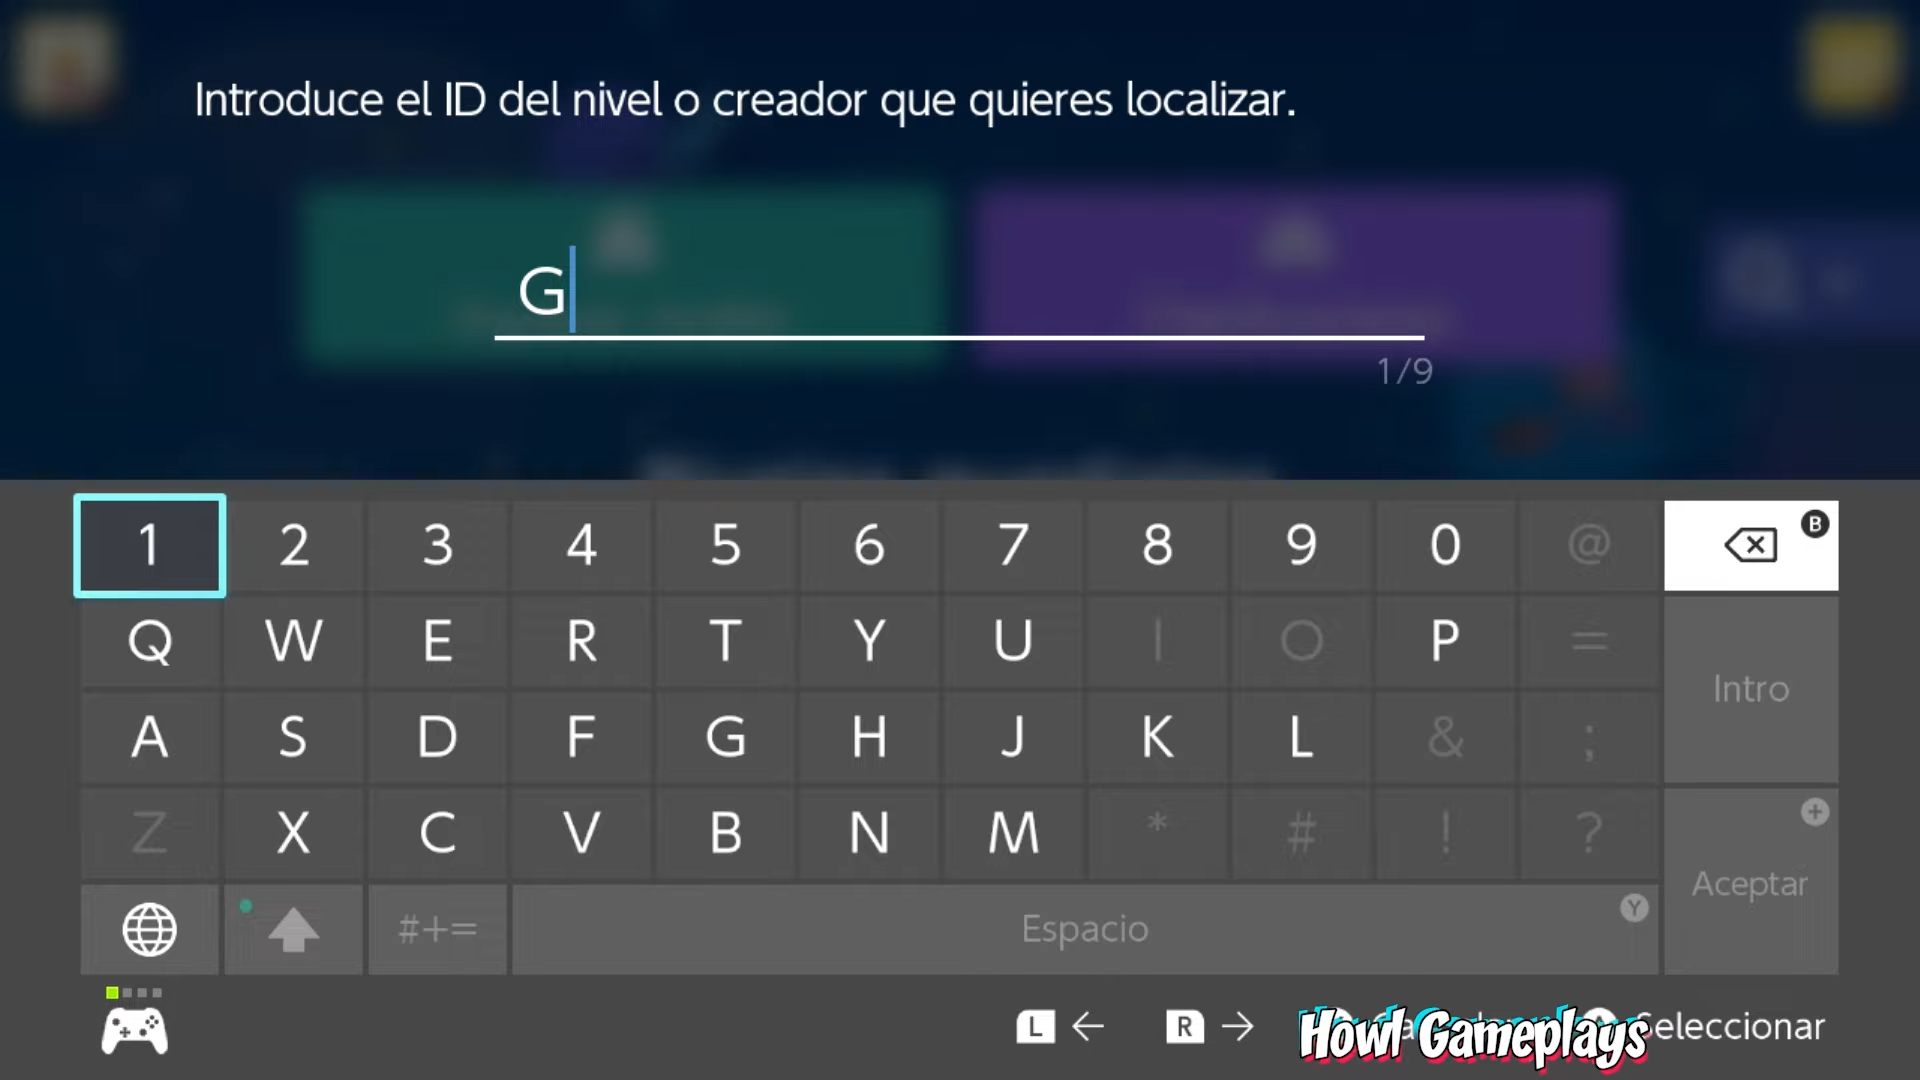 Introduce el ID del nivel o creador que quieres localizar.
G
1/9
1 2 3 4 5 6 7 8 9 0 @ B
Q W E R T Y U I O P =
Intro
A S D F G H J K L & ;
Z X C V B N M * # ! ?
Aceptar
#+= Espacio Y
L ← R → Howl Gameplays Seleccionar